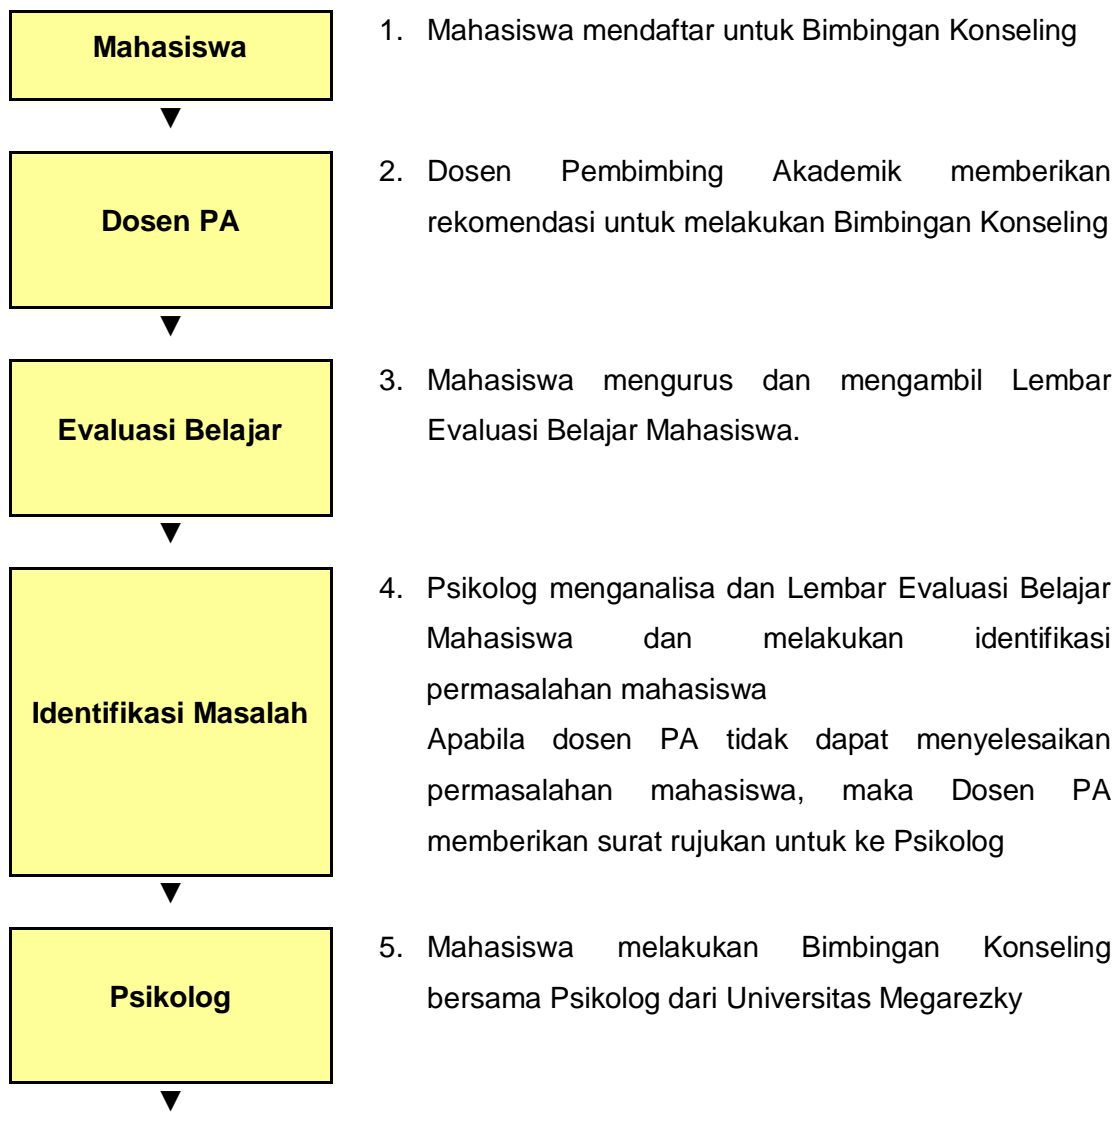 Mahasiswa
1. Mahasiswa mendaftar untuk Bimbingan Konseling
▼
Dosen PA
2. Dosen Pembimbing Akademik memberikan
rekomendasi untuk melakukan Bimbingan Konseling
▼
Evaluasi Belajar
3. Mahasiswa mengurus dan mengambil Lembar
Evaluasi Belajar Mahasiswa.
▼
Identifikasi Masalah
4. Psikolog menganalisa dan Lembar Evaluasi Belajar
Mahasiswa dan melakukan identifikasi
permasalahan mahasiswa
Apabila dosen PA tidak dapat menyelesaikan
permasalahan mahasiswa, maka Dosen PA
memberikan surat rujukan untuk ke Psikolog
▼
Psikolog
5. Mahasiswa melakukan Bimbingan Konseling
bersama Psikolog dari Universitas Megarezky
▼